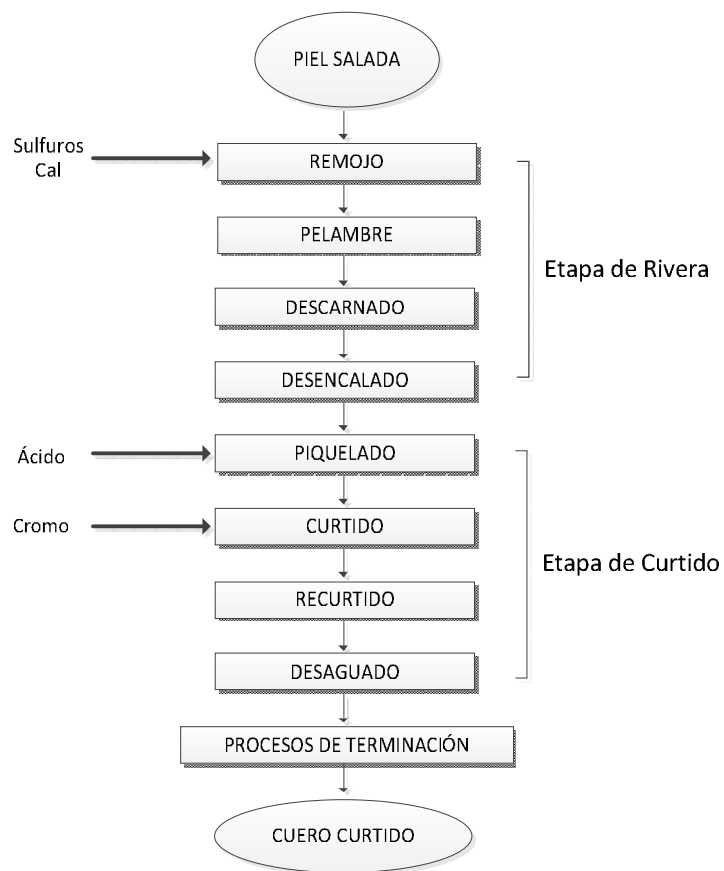 PIEL SALADA
Sulfuros
Cal
REMOJO
PELAMBRE
Etapa de Rivera
DESCARNADO
DESENCALADO
Ácido
PIQUELADO
Cromo
CURTIDO
Etapa de Curtido
RECURTIDO
DESAGUADO
PROCESOS DE TERMINACIÓN
CUERO CURTIDO